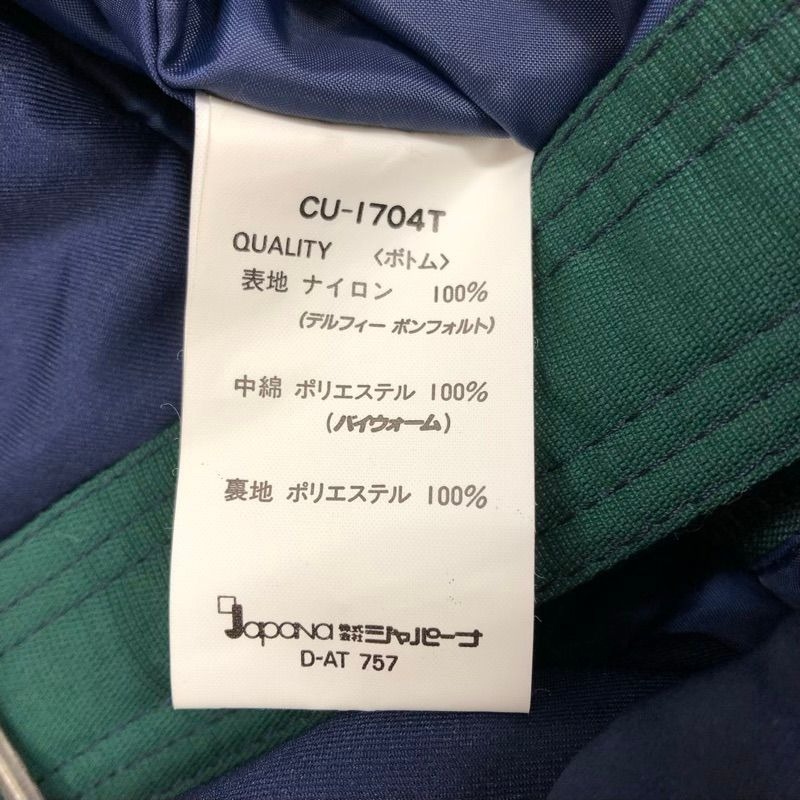 CU-1704T
QUALITY 〈ボトム〉
表地 ナイロン 100%
(デルフィー ボンフォルト)
中綿 ポリエステル 100%
(バイウォーム)
裏地 ポリエステル 100%
Japana 株式会社 ジャパーナ
D-AT 757